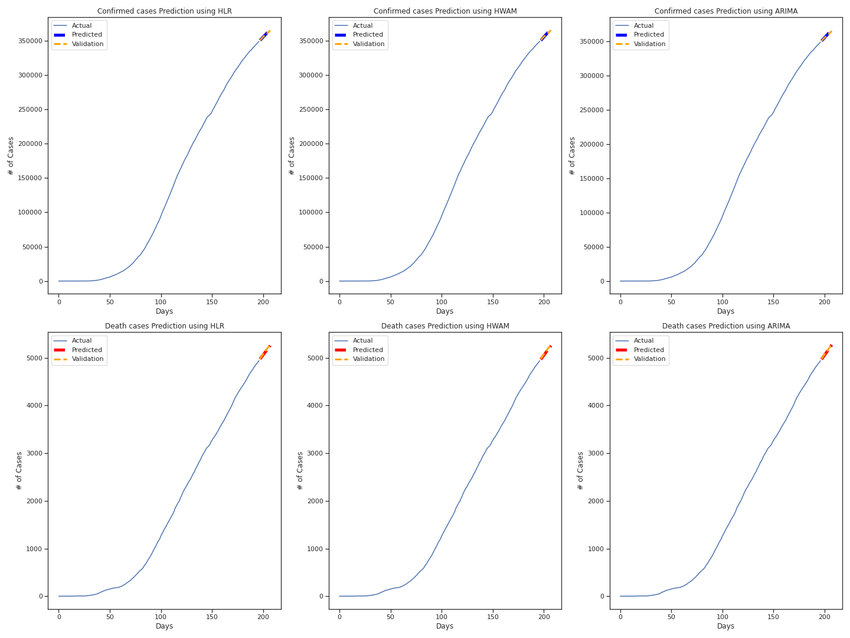 Confirmed cases Prediction using HLR
Actual
Predicted
Validation
350000
300000
250000
200000
150000
100000
50000
0
# of Cases
0 50 100 150 200
Days
Confirmed cases Prediction using HWAM
Actual
Predicted
Validation
350000
300000
250000
200000
150000
100000
50000
0
# of Cases
0 50 100 150 200
Days
Confirmed cases Prediction using ARIMA
Actual
Predicted
Validation
350000
300000
250000
200000
150000
100000
50000
0
# of Cases
0 50 100 150 200
Days
Death cases Prediction using HLR
Actual
Predicted
Validation
5000
4000
3000
2000
1000
0
# of Cases
0 50 100 150 200
Days
Death cases Prediction using HWAM
Actual
Predicted
Validation
5000
4000
3000
2000
1000
0
# of Cases
0 50 100 150 200
Days
Death cases Prediction using ARIMA
Actual
Predicted
Validation
5000
4000
3000
2000
1000
0
# of Cases
0 50 100 150 200
Days